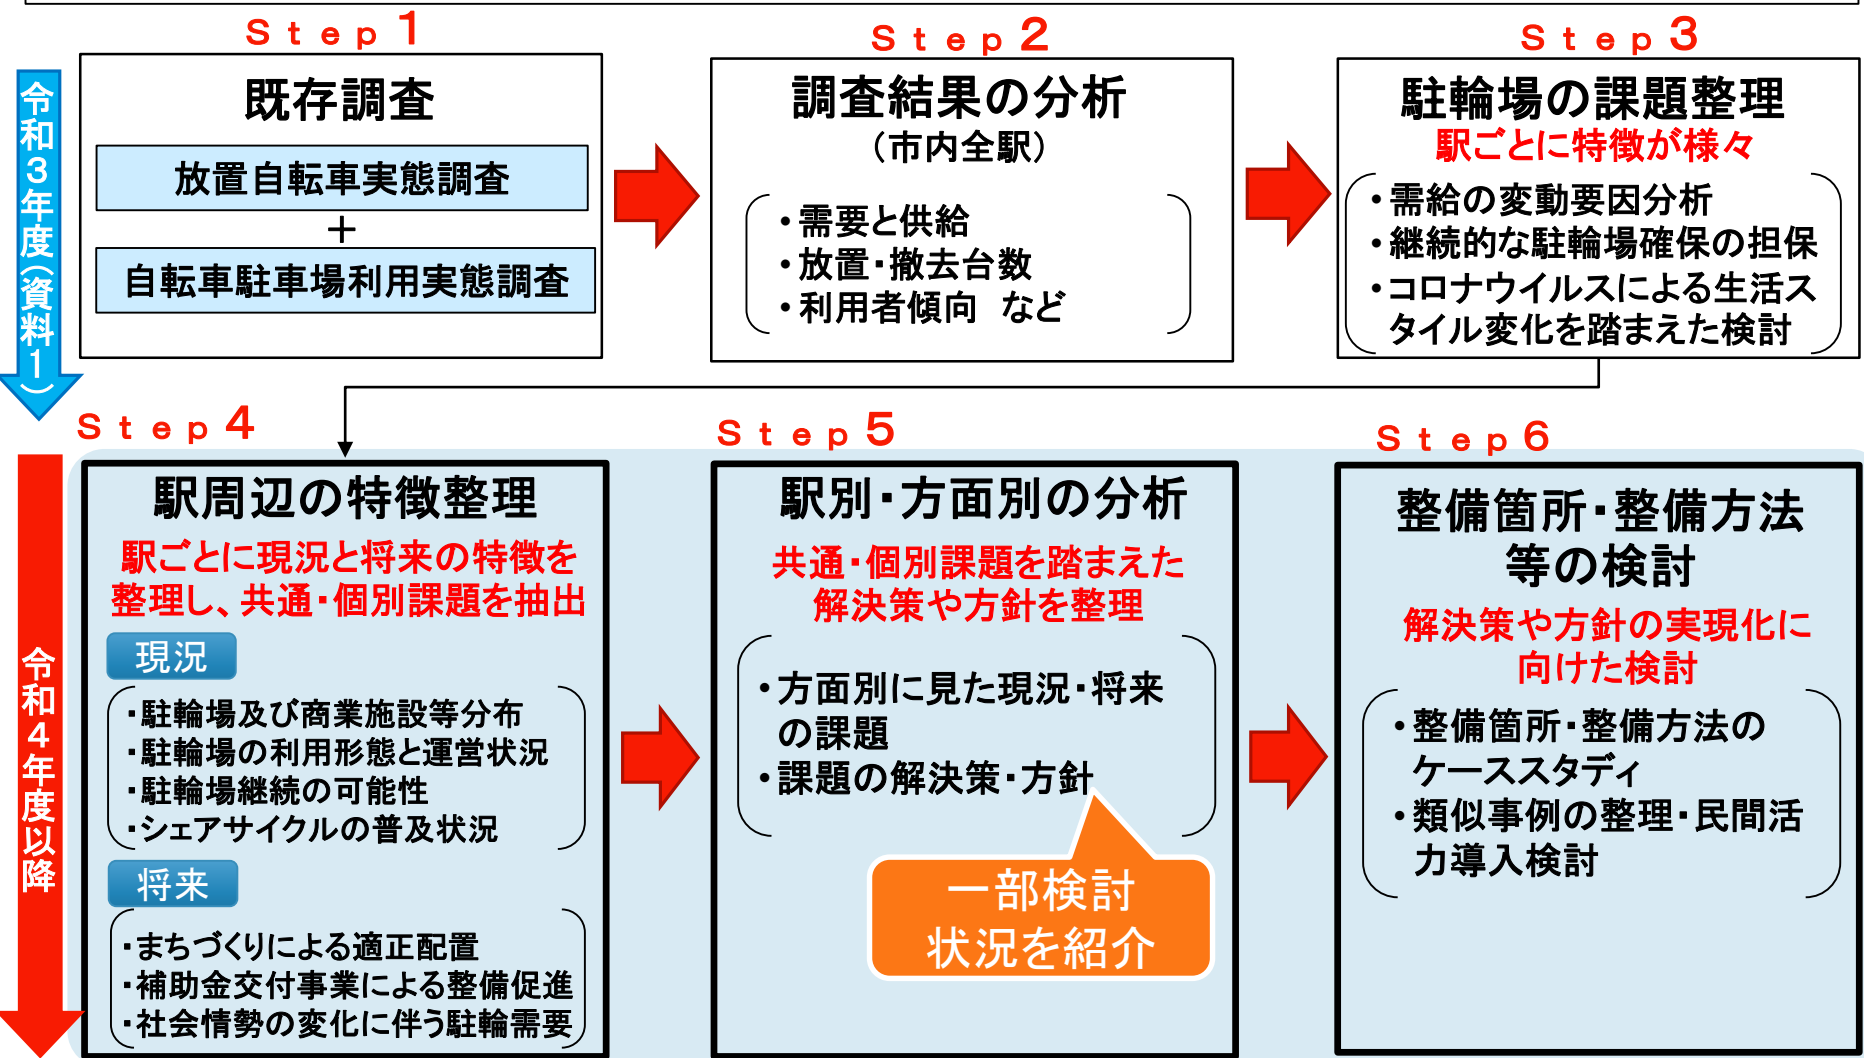 令和3年度(資料1)
Step1
既存調査
放置自転車実態調査
+
自転車駐車場利用実態調査
Step2
調査結果の分析
(市内全駅)
・需要と供給
・放置・撤去台数
・利用者傾向 など
Step3
駐輪場の課題整理
駅ごとに特徴が様々
・需給の変動要因分析
・継続的な駐輪場確保の担保
・コロナウイルスによる生活ス
タイル変化を踏まえた検討
令和4年度以降
Step4
駅周辺の特徴整理
駅ごとに現況と将来の特徴を
整理し、共通・個別課題を抽出
現況
・駐輪場及び商業施設等分布
・駐輪場の利用形態と運営状況
・駐輪場継続の可能性
・シェアサイクルの普及状況
将来
・まちづくりによる適正配置
・補助金交付事業による整備促進
・社会情勢の変化に伴う駐輪需要
Step5
駅別・方面別の分析
共通・個別課題を踏まえた
解決策や方針を整理
・方面別に見た現況・将来
の課題
・課題の解決策・方針
一部検討
状況を紹介
Step6
整備箇所・整備方法
等の検討
解決策や方針の実現化に
向けた検討
・整備箇所・整備方法の
ケーススタディ
・類似事例の整理・民間活
力導入検討